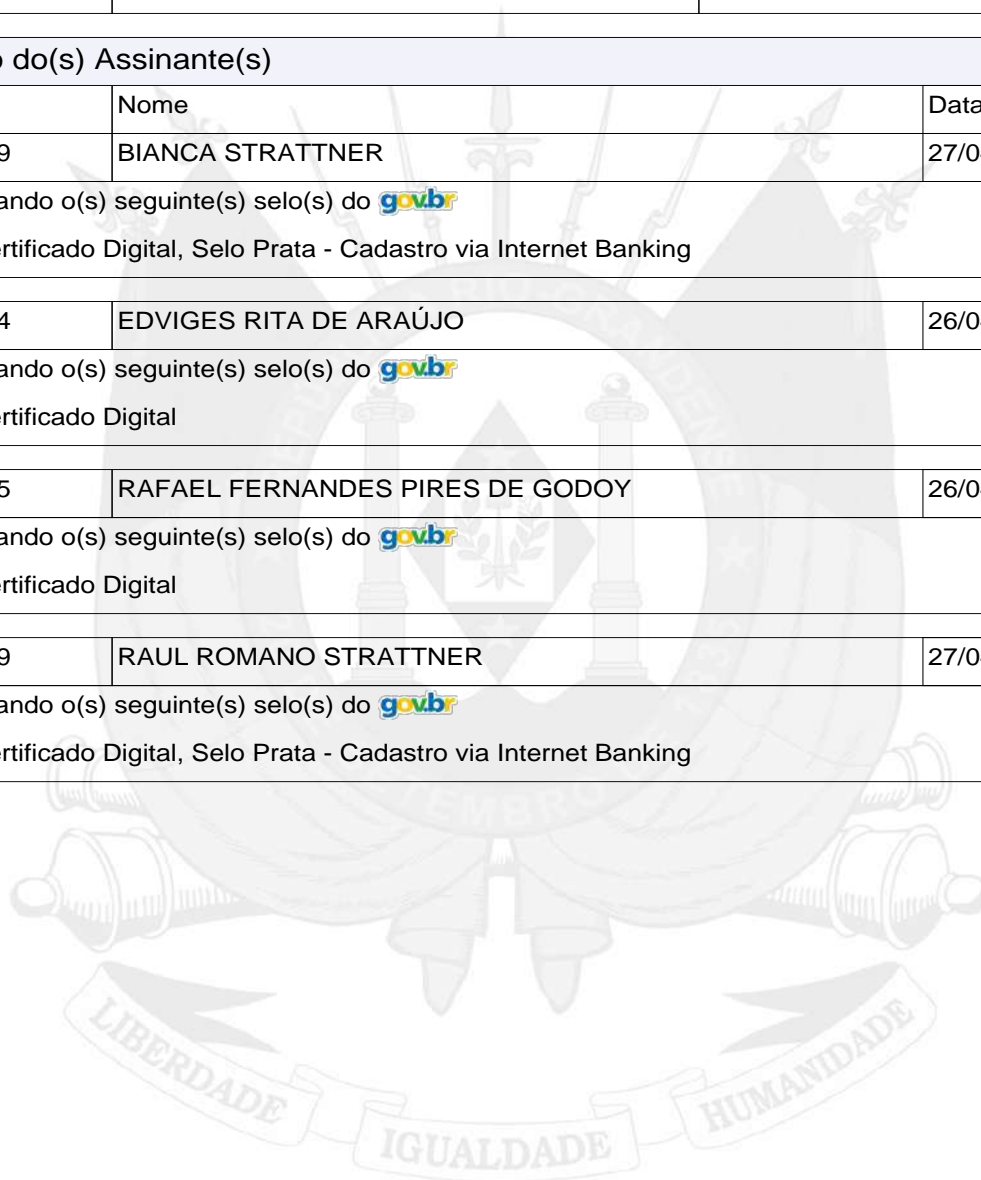 o do(s) Assinante(s)
Nome Data
9 BIANCA STRATTNER 27/0
ando o(s) seguinte(s) selo(s) do gov.br
ertificado Digital, Selo Prata - Cadastro via Internet Banking
4 EDVIGES RITA DE ARAÚJO 26/0
ando o(s) seguinte(s) selo(s) do gov.br
ertificado Digital
5 RAFAEL FERNANDES PIRES DE GODOY 26/0
ando o(s) seguinte(s) selo(s) do gov.br
ertificado Digital
9 RAUL ROMANO STRATTNER 27/0
ando o(s) seguinte(s) selo(s) do gov.br
ertificado Digital, Selo Prata - Cadastro via Internet Banking
LIBERDADE
IGUALDADE
HUMANIDADE